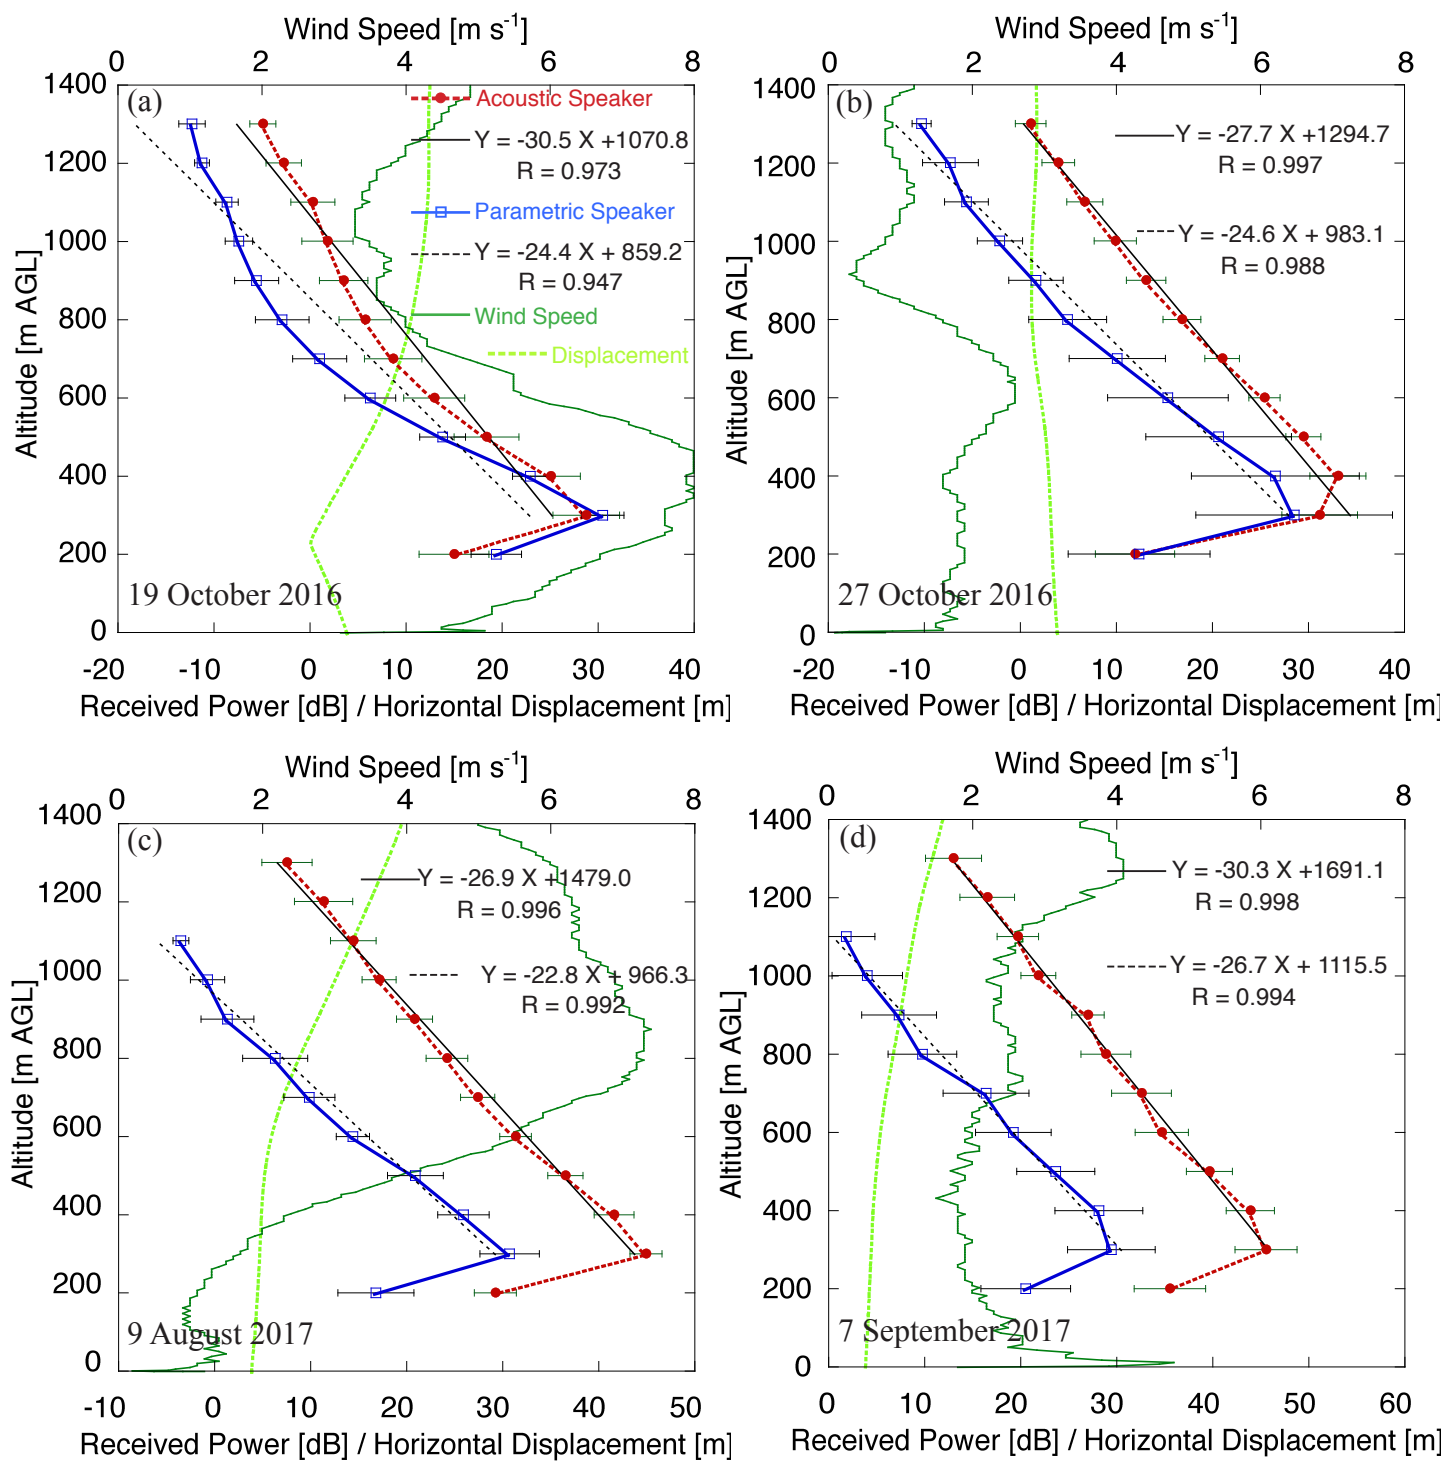 Wind Speed [m s-1]
0 2 4 6 8
1400
1200
1000
800
600
400
200
0
Altitude [m AGL]
(a)
Acoustic Speaker
Y = -30.5 X +1070.8
R = 0.973
Parametric Speaker
Y = -24.4 X + 859.2
R = 0.947
Wind Speed
Displacement
19 October 2016
-20 -10 0 10 20 30 40
Received Power [dB] / Horizontal Displacement [m]
Wind Speed [m s-1]
0 2 4 6 8
1400
1200
1000
800
600
400
200
0
Altitude [m AGL]
(b)
Y = -27.7 X +1294.7
R = 0.997
Y = -24.6 X + 983.1
R = 0.988
27 October 2016
-20 -10 0 10 20 30 40
Received Power [dB] / Horizontal Displacement [m]
Wind Speed [m s-1]
0 2 4 6 8
1400
1200
1000
800
600
400
200
0
Altitude [m AGL]
(c)
Y = -26.9 X +1479.0
R = 0.996
Y = -22.8 X + 966.3
R = 0.992
9 August 2017
-10 0 10 20 30 40 50
Received Power [dB] / Horizontal Displacement [m]
Wind Speed [m s-1]
0 2 4 6 8
1400
1200
1000
800
600
400
200
0
Altitude [m AGL]
(d)
Y = -30.3 X +1691.1
R = 0.998
Y = -26.7 X + 1115.5
R = 0.994
7 September 2017
0 10 20 30 40 50 60
Received Power [dB] / Horizontal Displacement [m]